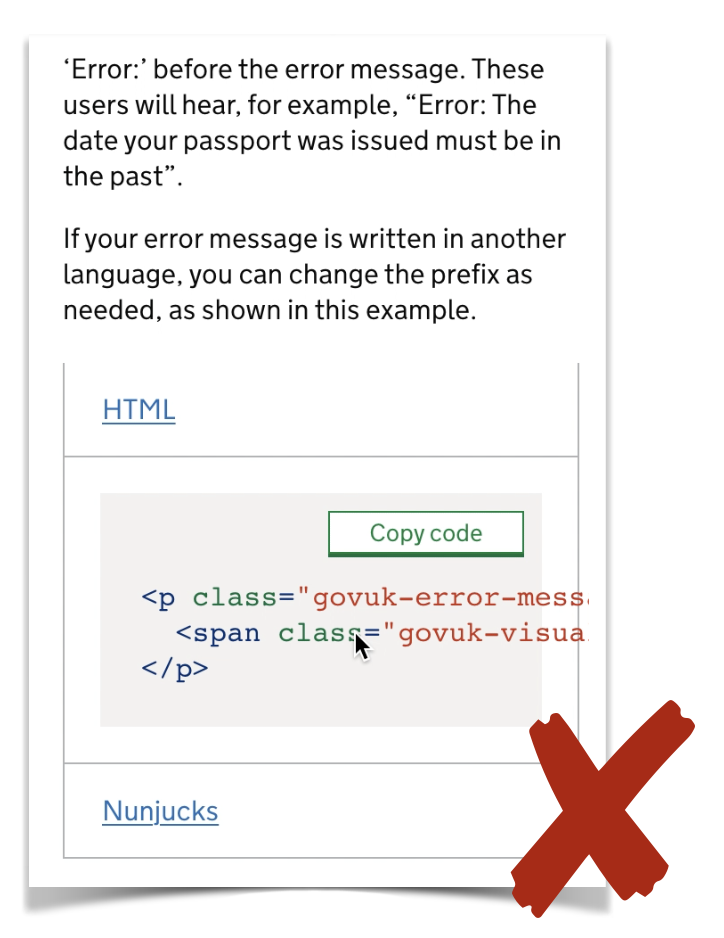 ‘Error:’ before the error message. These
users will hear, for example, “Error: The
date your passport was issued must be in
the past”.
If your error message is written in another
language, you can change the prefix as
needed, as shown in this example.
HTML
Copy code
<p class="govuk-error-mess
<span class="govuk-visua
</p>
Nunjucks